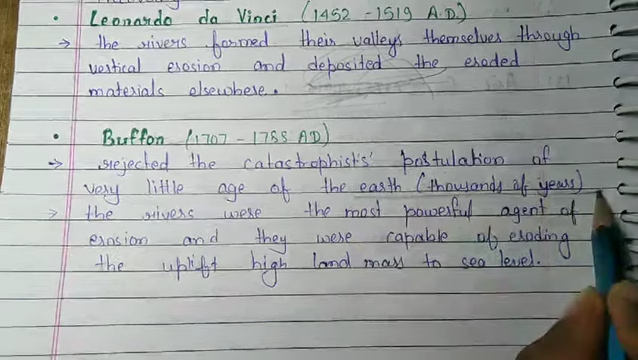 • Leonardo da Vinci (1452 - 1519 A.D.)
→ the rivers formed their valleys themselves through
vertical erosion and deposited the eroded
materials elsewhere.
• Buffon (1707 - 1788 AD)
→ rejected the catastrophists' postulation of
very little age of the earth (thousands of years)
→ the rivers were the most powerful agent of
erosion and they were capable of eroding
the uplift high land mass to sea level.